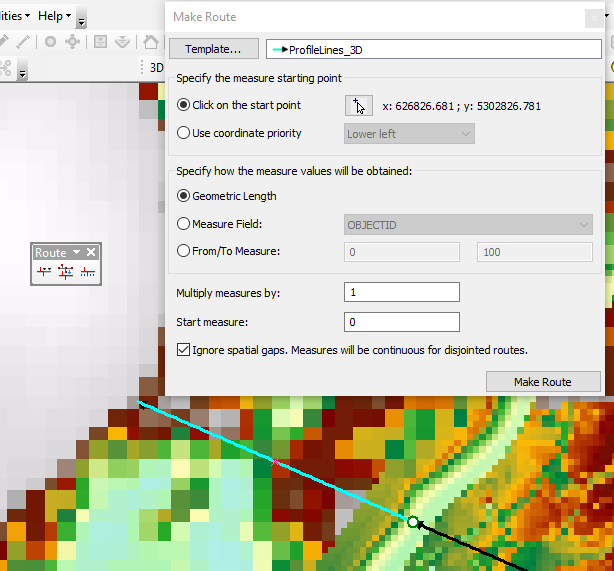 ilities Help
Make Route
Template... ProfileLines_3D
3D
Specify the measure starting point
Click on the start point x: 626826.681 ; y: 5302826.781
Use coordinate priority Lower left
Specify how the measure values will be obtained:
Geometric Length
Measure Field: OBJECTID
From/To Measure: 0 100
Route
Multiply measures by: 1
Start measure: 0
Ignore spatial gaps. Measures will be continuous for disjointed routes.
Make Route